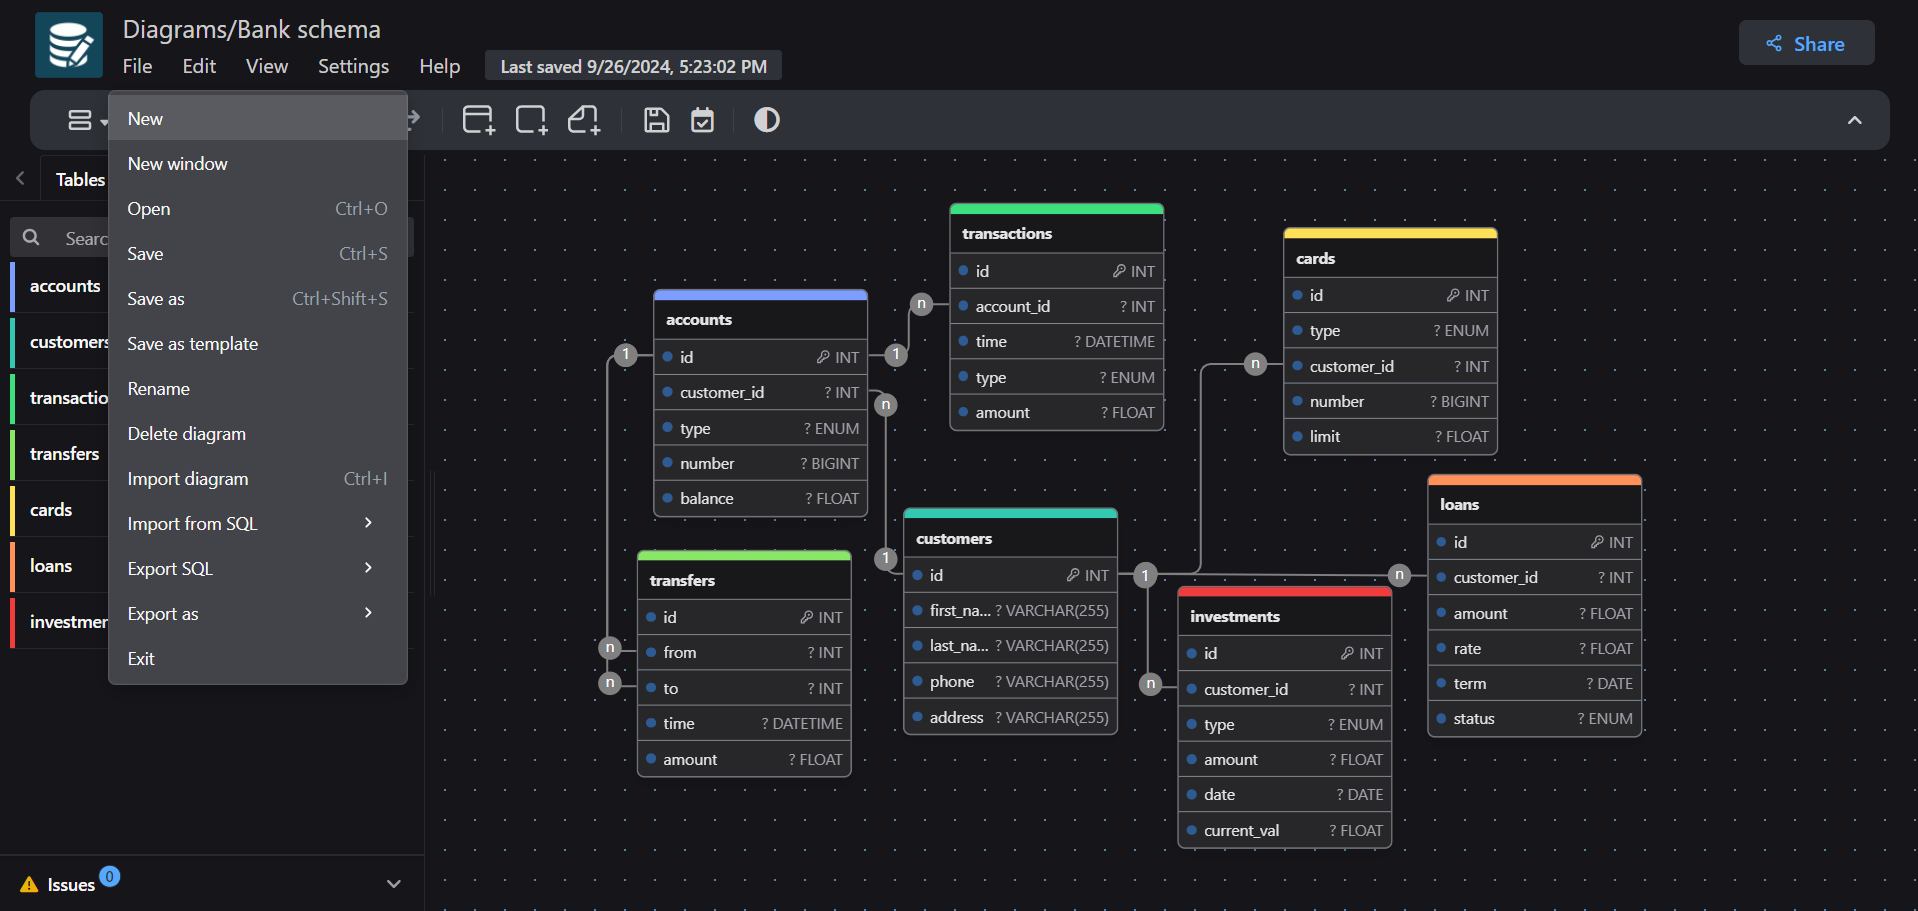 Diagrams/Bank schema
File Edit View Settings Help Last saved 9/26/2024, 5:23:02 PM
Share
New
New window
Open Ctrl+O
Save Ctrl+S
Save as Ctrl+Shift+S
Save as template
Rename
Delete diagram
Import diagram Ctrl+I
Import from SQL
Export SQL
Export as
Exit
Tables
Searc
accounts
customers
transactio
transfers
cards
loans
investmen
Issues 0
accounts
id INT
customer_id ? INT
type ? ENUM
number ? BIGINT
balance ? FLOAT
transfers
id INT
from ? INT
to ? INT
time ? DATETIME
amount ? FLOAT
transactions
id INT
account_id ? INT
time ? DATETIME
type ? ENUM
amount ? FLOAT
customers
id INT
first_na... ? VARCHAR(255)
last_na... ? VARCHAR(255)
phone ? VARCHAR(255)
address ? VARCHAR(255)
cards
id INT
type ? ENUM
customer_id ? INT
number ? BIGINT
limit ? FLOAT
investments
id INT
customer_id ? INT
type ? ENUM
amount ? FLOAT
date ? DATE
current_val ? FLOAT
loans
id INT
customer_id ? INT
amount ? FLOAT
rate ? FLOAT
term ? DATE
status ? ENUM
1
1
n
n
1
n
n
n
1
n
n